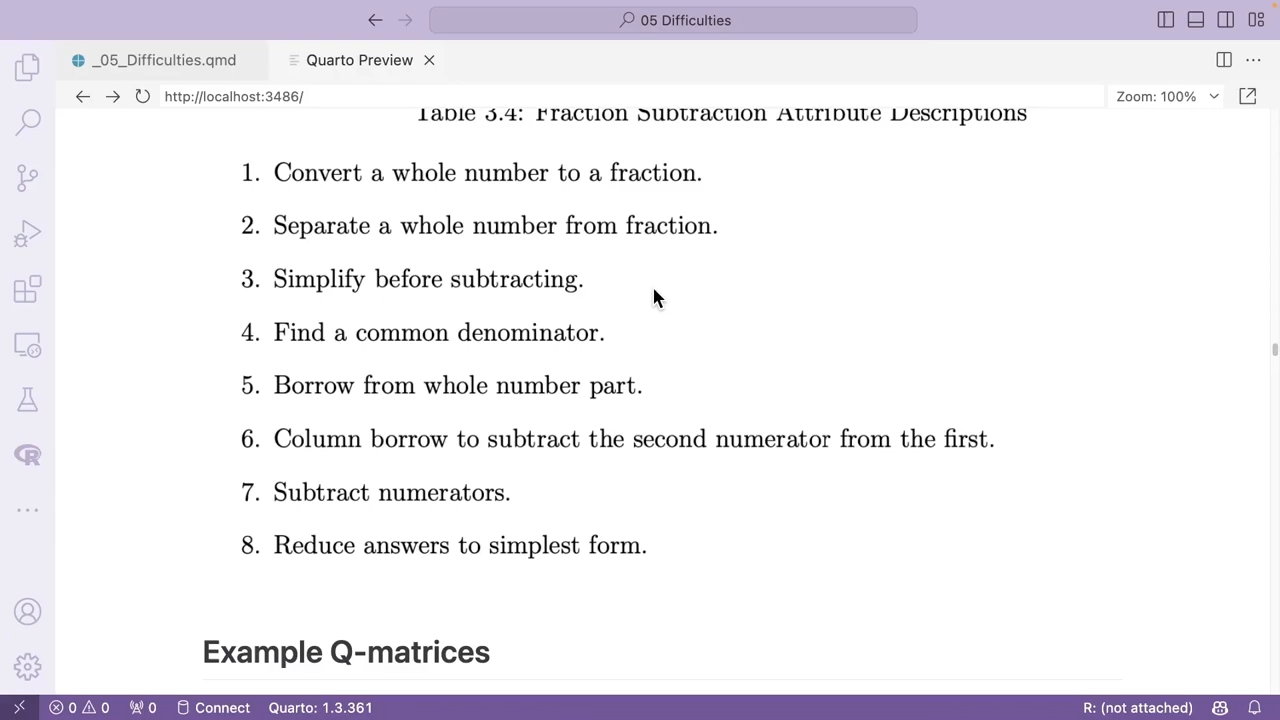 05 Difficulties
_05_Difficulties.qmd
Quarto Preview
http://localhost:3486/
Zoom: 100%
Table 3.4: Fraction Subtraction Attribute Descriptions
1. Convert a whole number to a fraction.
2. Separate a whole number from fraction.
3. Simplify before subtracting.
4. Find a common denominator.
5. Borrow from whole number part.
6. Column borrow to subtract the second numerator from the first.
7. Subtract numerators.
8. Reduce answers to simplest form.
Example Q-matrices
0 0 0 Connect Quarto: 1.3.361 R: (not attached)